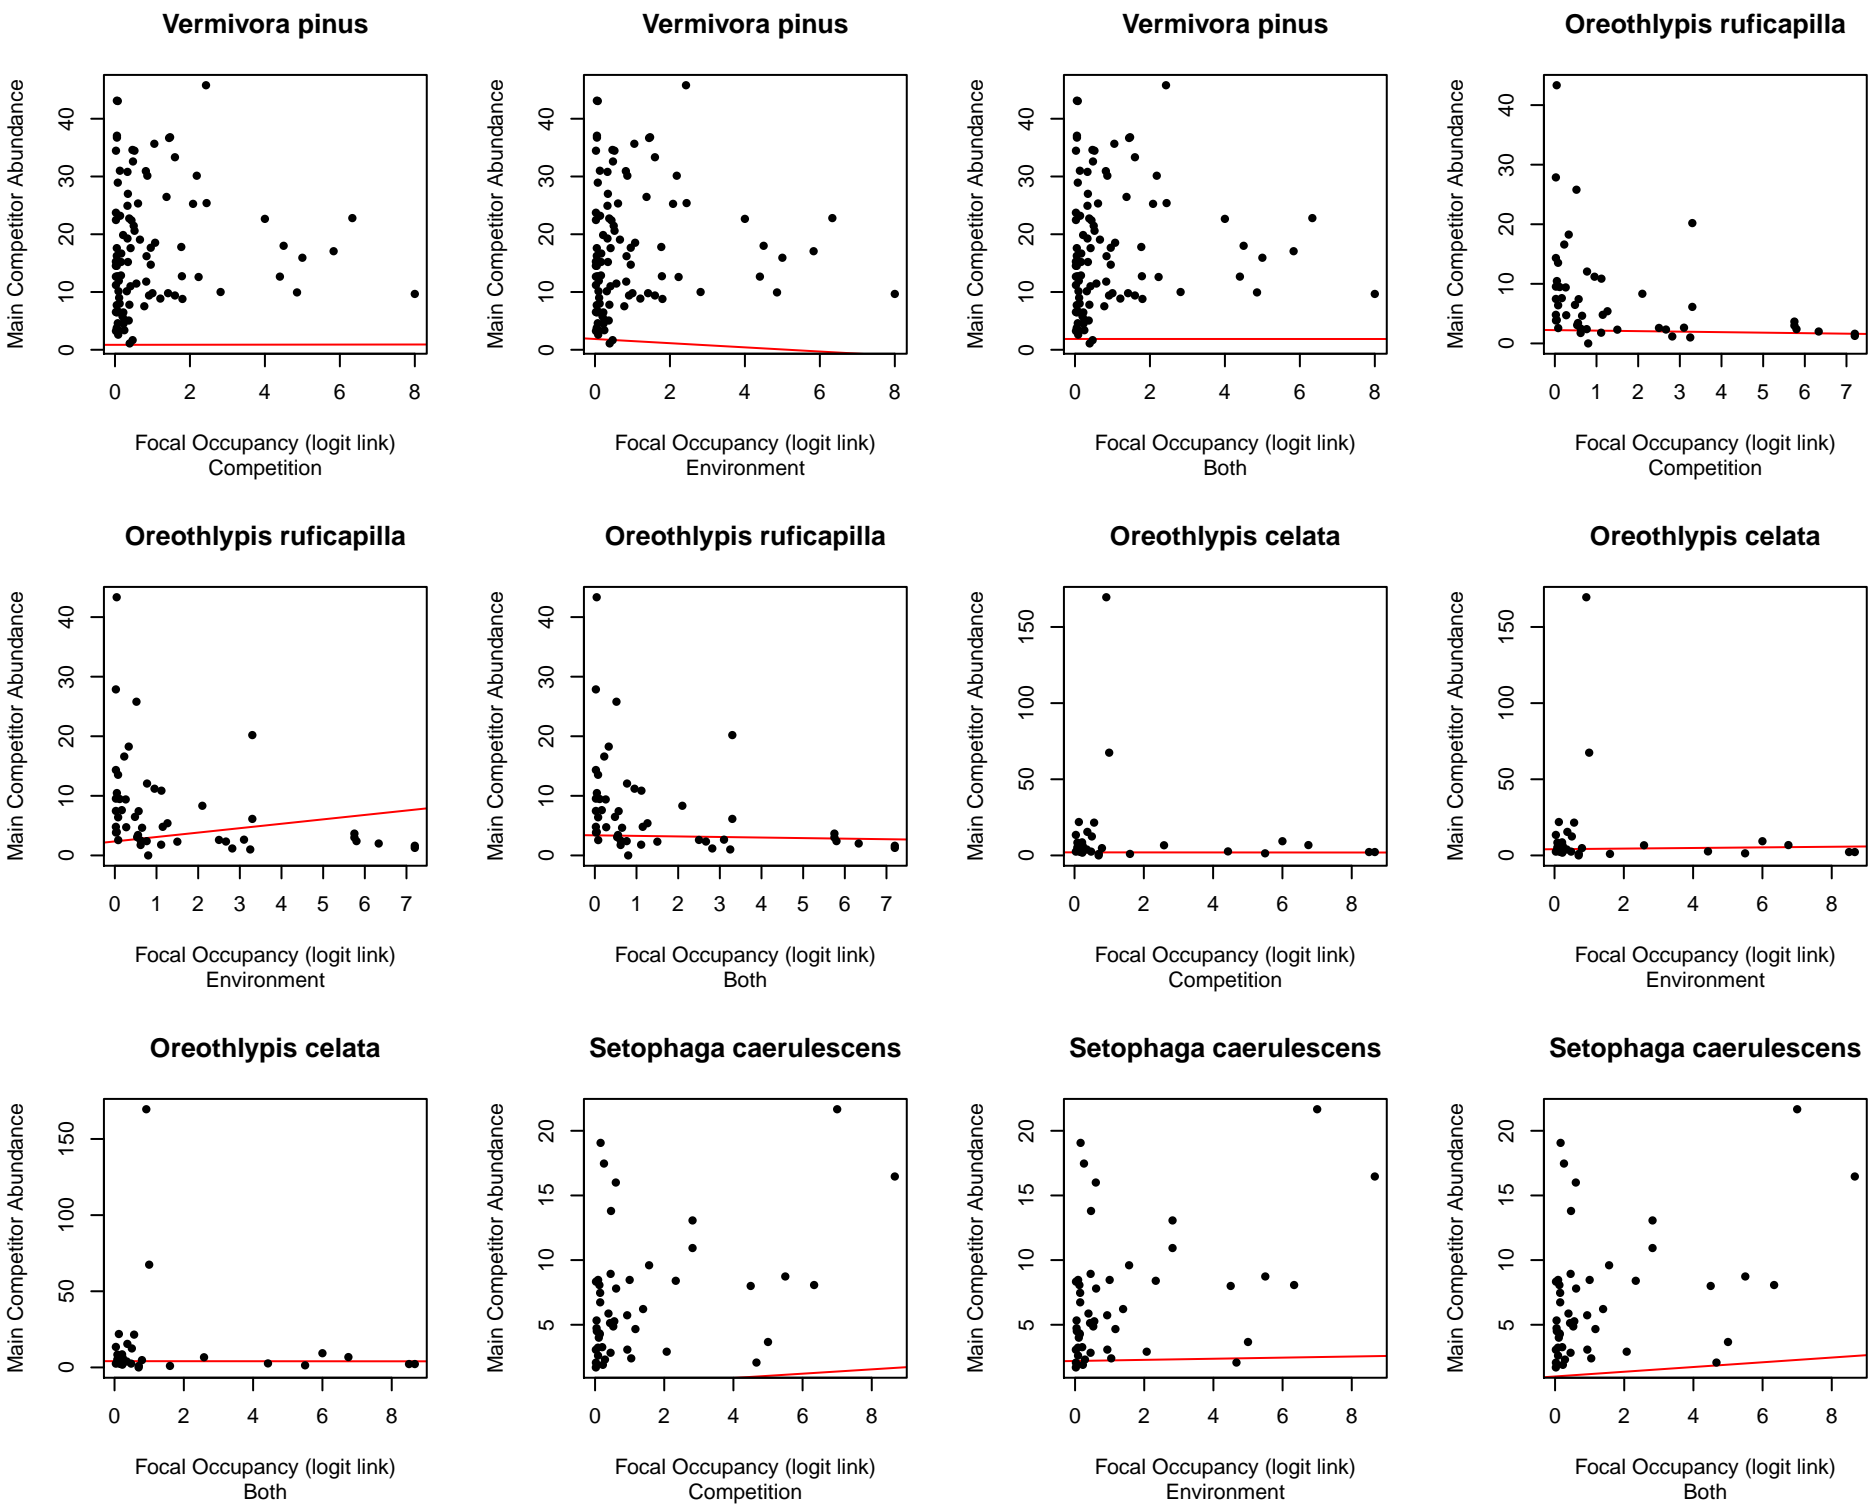 Vermivora pinus
Main Competitor Abundance
0 10 20 30 40
0 2 4 6 8
Focal Occupancy (logit link)
Competition
Vermivora pinus
Main Competitor Abundance
0 10 20 30 40
0 2 4 6 8
Focal Occupancy (logit link)
Environment
Vermivora pinus
Main Competitor Abundance
0 10 20 30 40
0 2 4 6 8
Focal Occupancy (logit link)
Both
Oreothlypis ruficapilla
Main Competitor Abundance
0 10 20 30 40
0 1 2 3 4 5 6 7
Focal Occupancy (logit link)
Competition
Oreothlypis ruficapilla
Main Competitor Abundance
0 10 20 30 40
0 1 2 3 4 5 6 7
Focal Occupancy (logit link)
Environment
Oreothlypis ruficapilla
Main Competitor Abundance
0 10 20 30 40
0 1 2 3 4 5 6 7
Focal Occupancy (logit link)
Both
Oreothlypis celata
Main Competitor Abundance
0 50 100 150
0 2 4 6 8
Focal Occupancy (logit link)
Competition
Oreothlypis celata
Main Competitor Abundance
0 50 100 150
0 2 4 6 8
Focal Occupancy (logit link)
Environment
Oreothlypis celata
Main Competitor Abundance
0 50 100 150
0 2 4 6 8
Focal Occupancy (logit link)
Both
Setophaga caerulescens
Main Competitor Abundance
5 10 15 20
0 2 4 6 8
Focal Occupancy (logit link)
Competition
Setophaga caerulescens
Main Competitor Abundance
5 10 15 20
0 2 4 6 8
Focal Occupancy (logit link)
Environment
Setophaga caerulescens
Main Competitor Abundance
5 10 15 20
0 2 4 6 8
Focal Occupancy (logit link)
Both